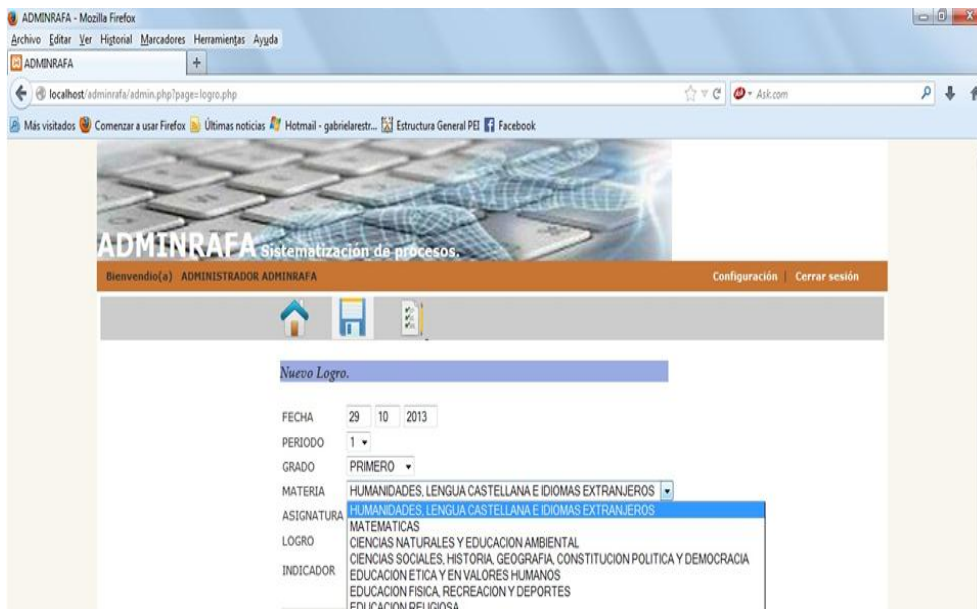 ADMINRAFA - Mozilla Firefox
Archivo Editar Ver Historial Marcadores Herramientas Ayuda
ADMINRAFA +
localhost/adminrafa/admin.php?page=logro.php Ask.com
Más visitados Comenzar a usar Firefox Últimas noticias Hotmail - gabrielarestr... Estructura General PEI Facebook
ADMINRAFA Sistematización de procesos.
Bienvendio(a) ADMINISTRADOR ADMINRAFA Configuración | Cerrar sesión
Nuevo Logro.
FECHA 29 10 2013
PERIODO 1
GRADO PRIMERO
MATERIA HUMANIDADES, LENGUA CASTELLANA E IDIOMAS EXTRANJEROS
ASIGNATURA HUMANIDADES, LENGUA CASTELLANA E IDIOMAS EXTRANJEROS
MATEMATICAS
LOGRO CIENCIAS NATURALES Y EDUCACION AMBIENTAL
CIENCIAS SOCIALES, HISTORIA, GEOGRAFIA, CONSTITUCION POLITICA Y DEMOCRACIA
INDICADOR EDUCACION ETICA Y EN VALORES HUMANOS
EDUCACION FISICA, RECREACION Y DEPORTES
EDUCACION RELIGIOSA